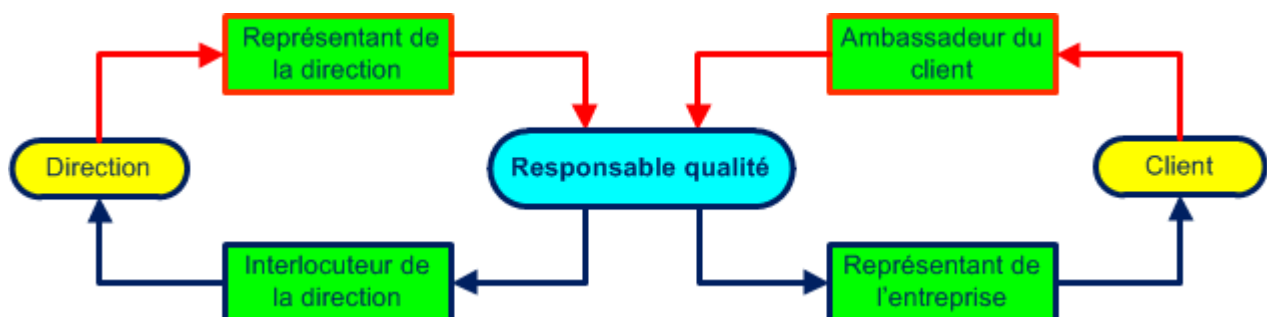 Représentant de
la direction
Ambassadeur du
client
Direction
Responsable qualité
Client
Interlocuteur de
la direction
Représentant de
l'entreprise